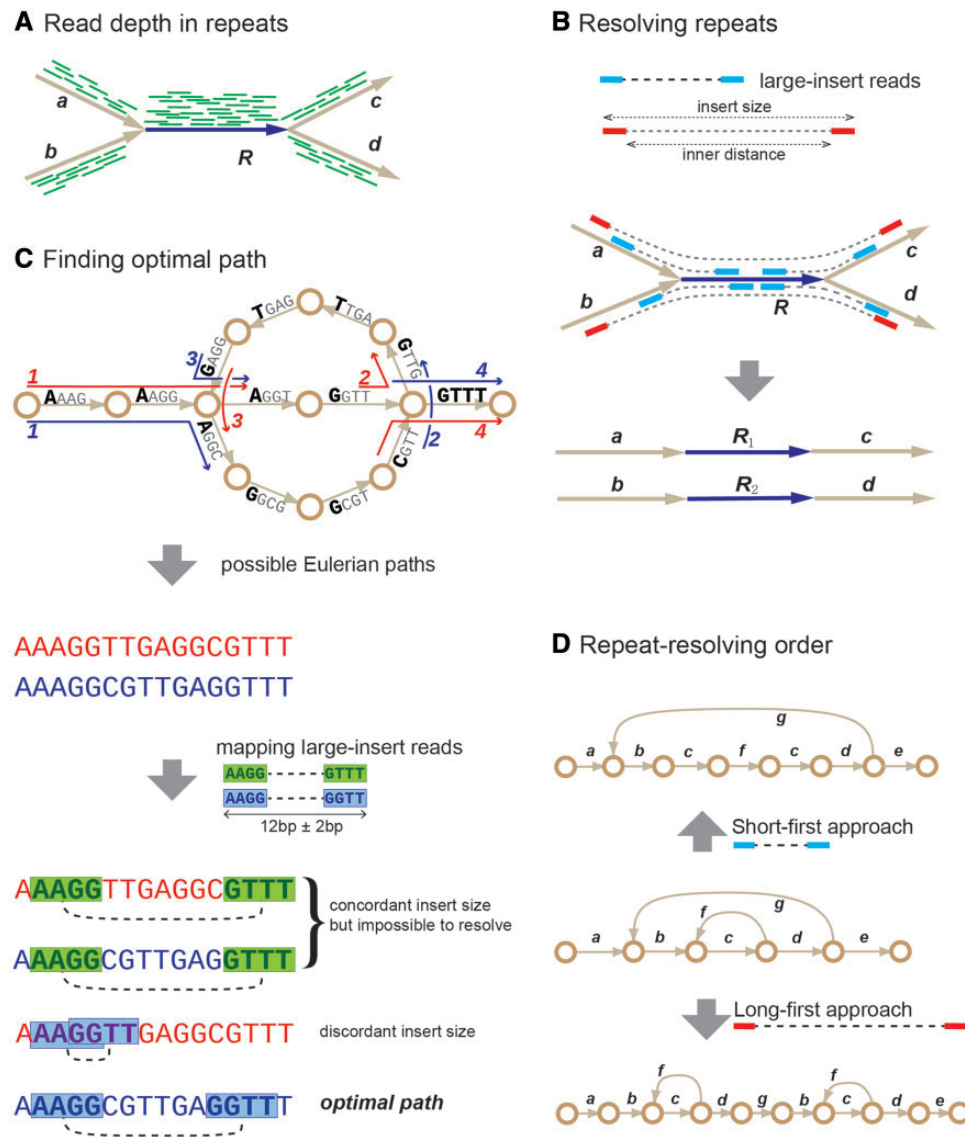 A Read depth in repeats
a
b
R
c
d
B Resolving repeats
large-insert reads
insert size
inner distance
a
b
R
c
d
a R1 c
b R2 d
C Finding optimal path
TGAG
TTGA
GAGG
GTTG
3
1
2
4
AAAG
AAGG
AGGT
GGTT
GTTT
1
3
2
4
AGGC
CGTT
GGCG
GCGT
possible Eulerian paths
AAAGGTTGAGGCGTTT
AAAGGCGTTGAGGTTT
mapping large-insert reads
AAGG GTTT
AAGG GGTT
12bp ± 2bp
AAAGGTTGAGGCGTTT
concordant insert size
but impossible to resolve
AAAGGCGTTGAGGTTT
AAAGGTTGAGGCGTTT
discordant insert size
AAAGGCGTTGAGGTTT
optimal path
D Repeat-resolving order
g
a b c f c d e
Short-first approach
g
f
a b c d e
Long-first approach
f f
a b c d g b c d e